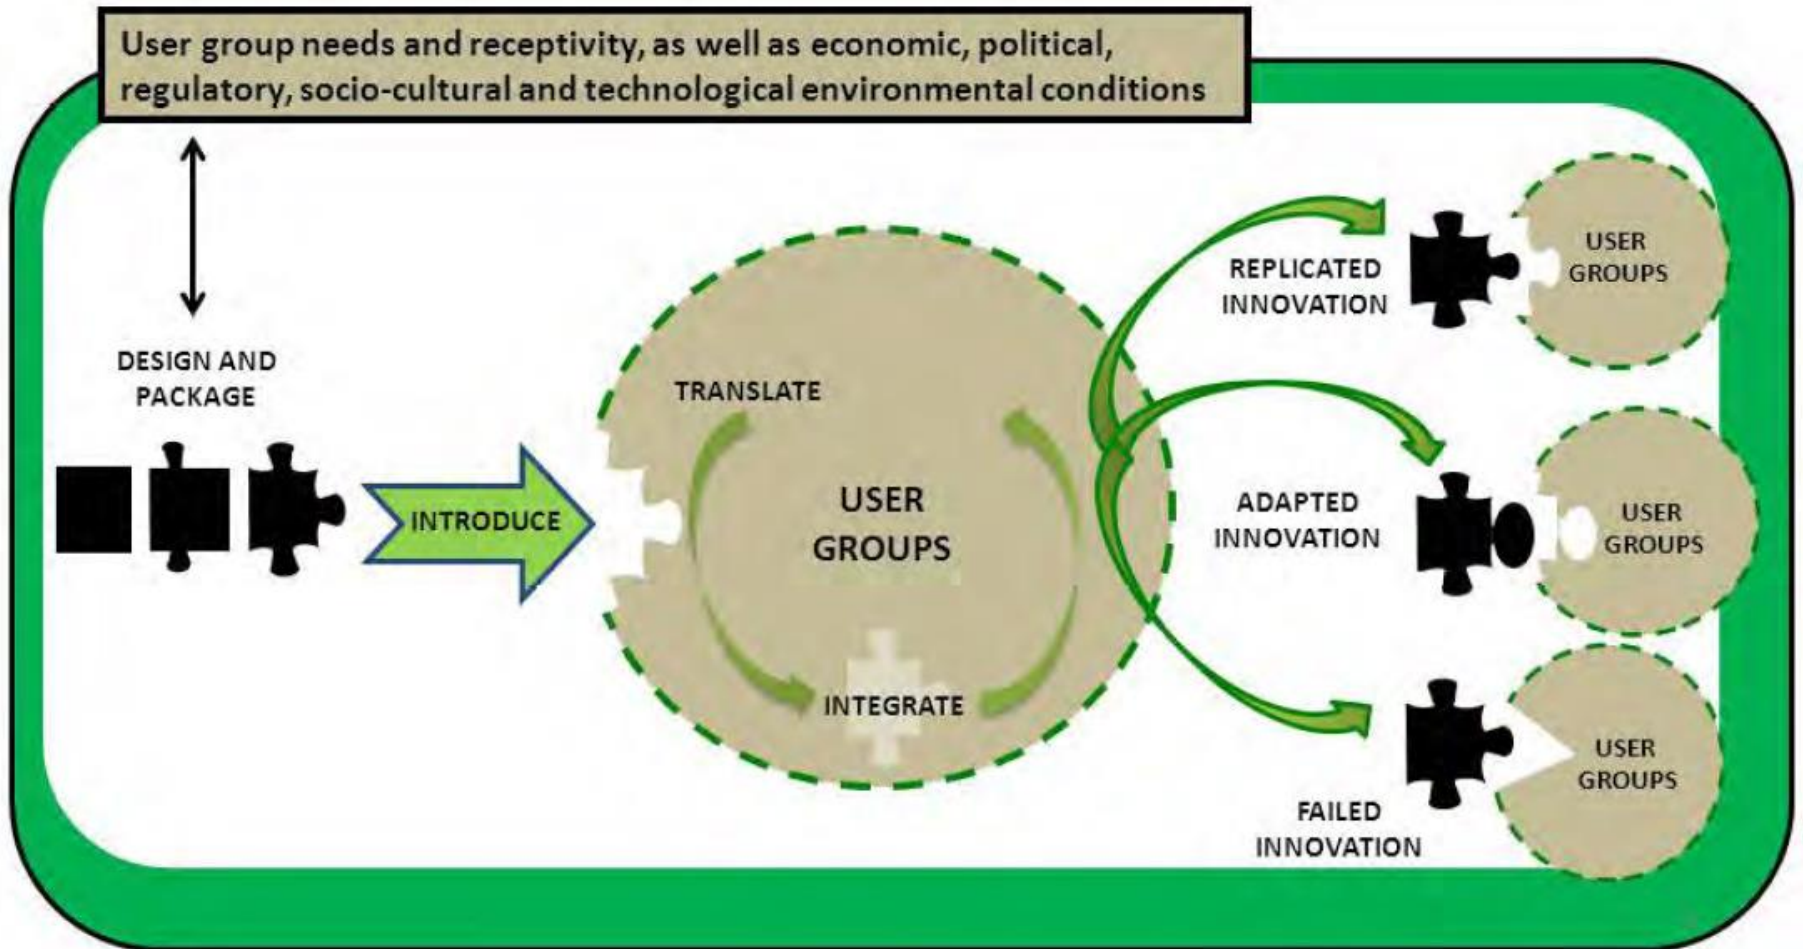 User group needs and receptivity, as well as economic, political,
regulatory, socio-cultural and technological environmental conditions
DESIGN AND
PACKAGE
INTRODUCE
TRANSLATE
USER
GROUPS
INTEGRATE
REPLICATED
INNOVATION
USER
GROUPS
ADAPTED
INNOVATION
USER
GROUPS
FAILED
INNOVATION
USER
GROUPS